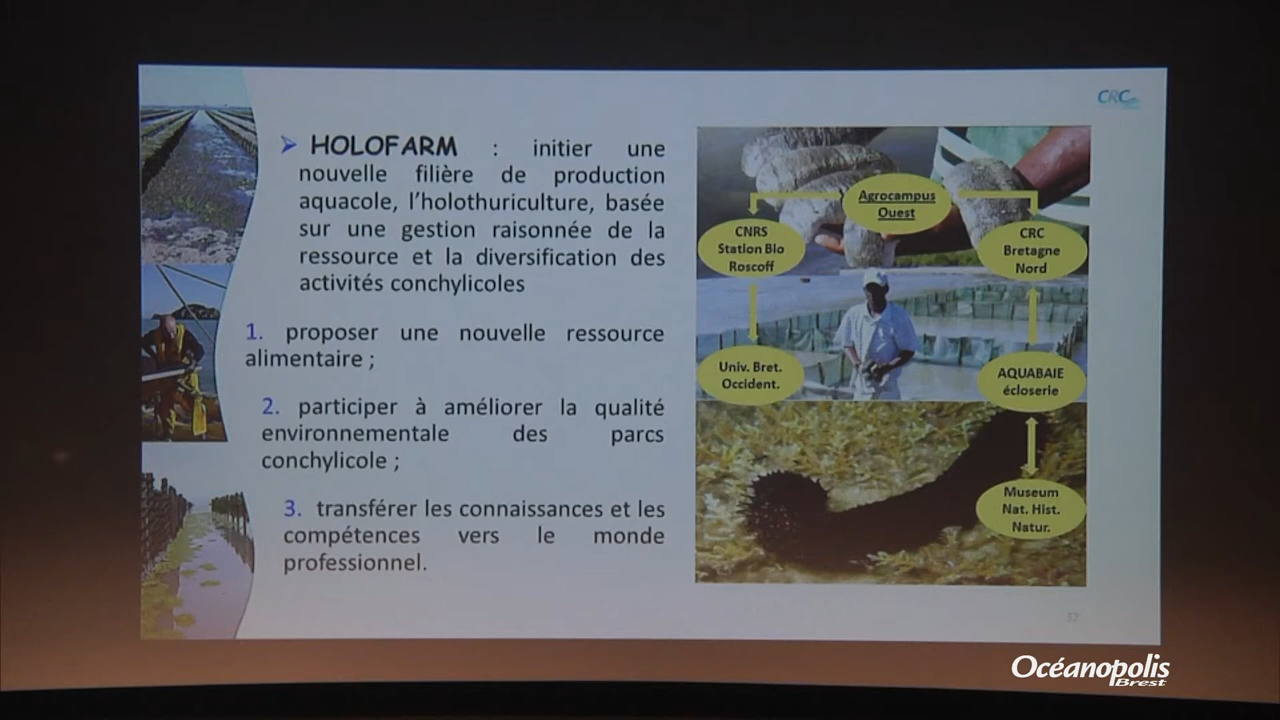 CRC
➢ HOLOFARM : initier une
nouvelle filière de production
aquacole, l’holothuriculture, basée
sur une gestion raisonnée de la
ressource et la diversification des
activités conchylicoles
1. proposer une nouvelle ressource
alimentaire ;
2. participer à améliorer la qualité
environnementale des parcs
conchylicole ;
3. transférer les connaissances et les
compétences vers le monde
professionnel.
Agrocampus
Ouest
CNRS
Station Bio
Roscoff
CRC
Bretagne
Nord
Univ. Bret.
Occident.
AQUABAIE
écloserie
Museum
Nat. Hist.
Natur.
32
Océanopolis
Brest